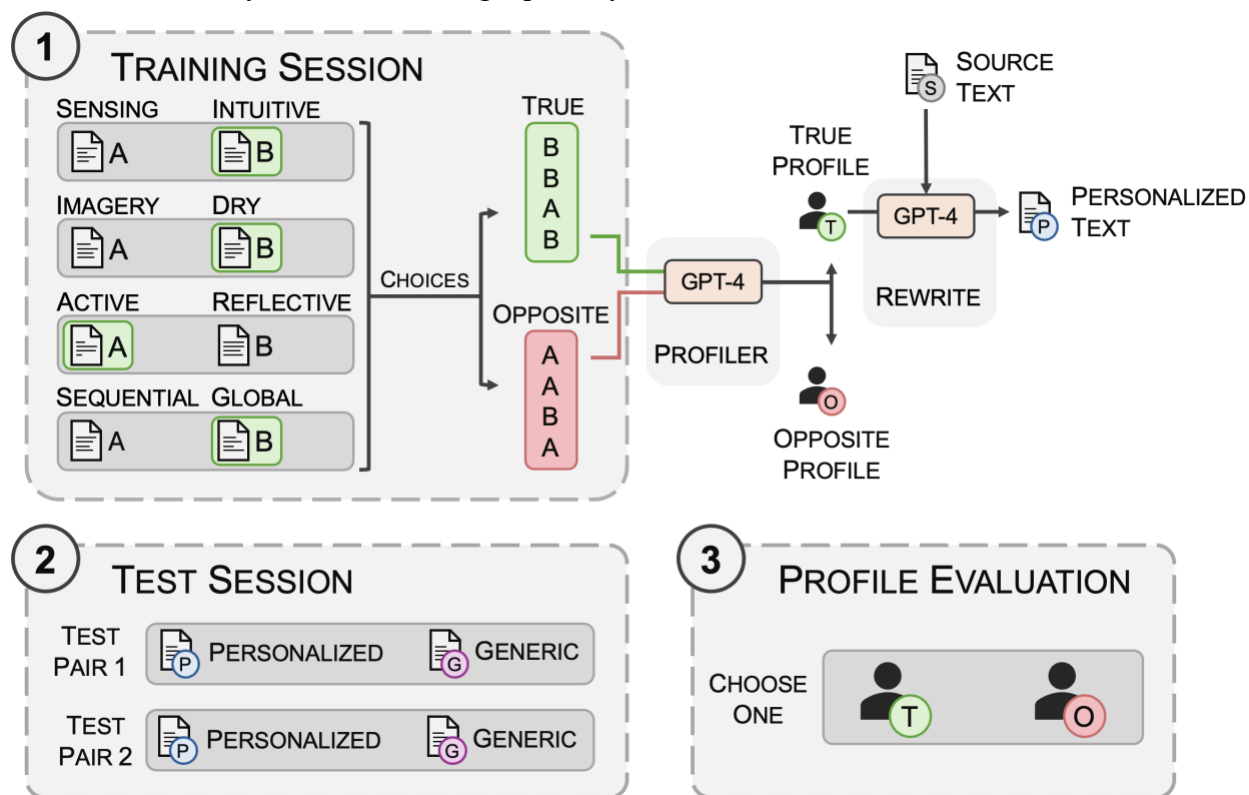 1
TRAINING SESSION
SENSING INTUITIVE
A B
IMAGERY DRY
A B
ACTIVE REFLECTIVE
A B
SEQUENTIAL GLOBAL
A B
CHOICES
TRUE
B
B
A
B
OPPOSITE
A
A
B
A
GPT-4
PROFILER
S
SOURCE
TEXT
TRUE
PROFILE
T
GPT-4
REWRITE
P
PERSONALIZED
TEXT
O
OPPOSITE
PROFILE
2
TEST SESSION
TEST
PAIR 1
P PERSONALIZED G GENERIC
TEST
PAIR 2
P PERSONALIZED G GENERIC
3
PROFILE EVALUATION
CHOOSE
ONE
T O